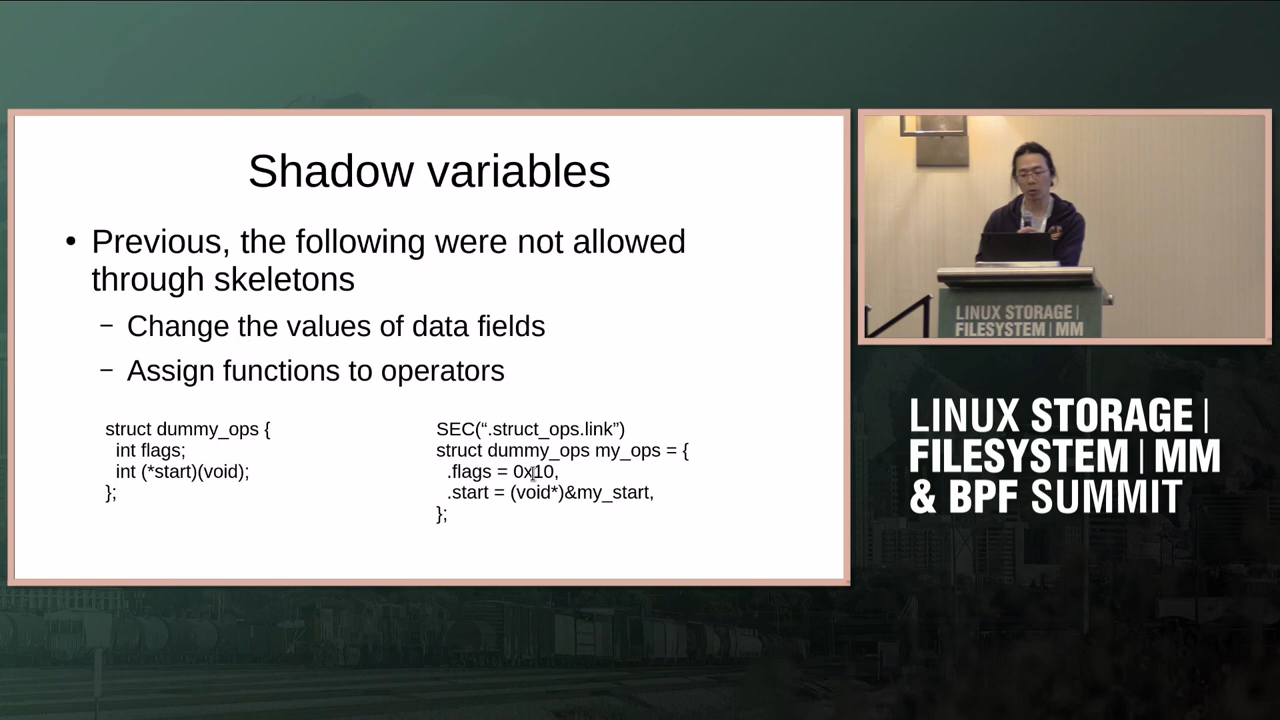 Shadow variables
• Previous, the following were not allowed
through skeletons
– Change the values of data fields
– Assign functions to operators
struct dummy_ops {
int flags;
int (*start)(void);
};
SEC(“.struct_ops.link”)
struct dummy_ops my_ops = {
.flags = 0x10,
.start = (void*)&my_start,
};
LINUX STORAGE |
FILESYSTEM | MM
LINUX STORAGE |
FILESYSTEM | MM
& BPF SUMMIT